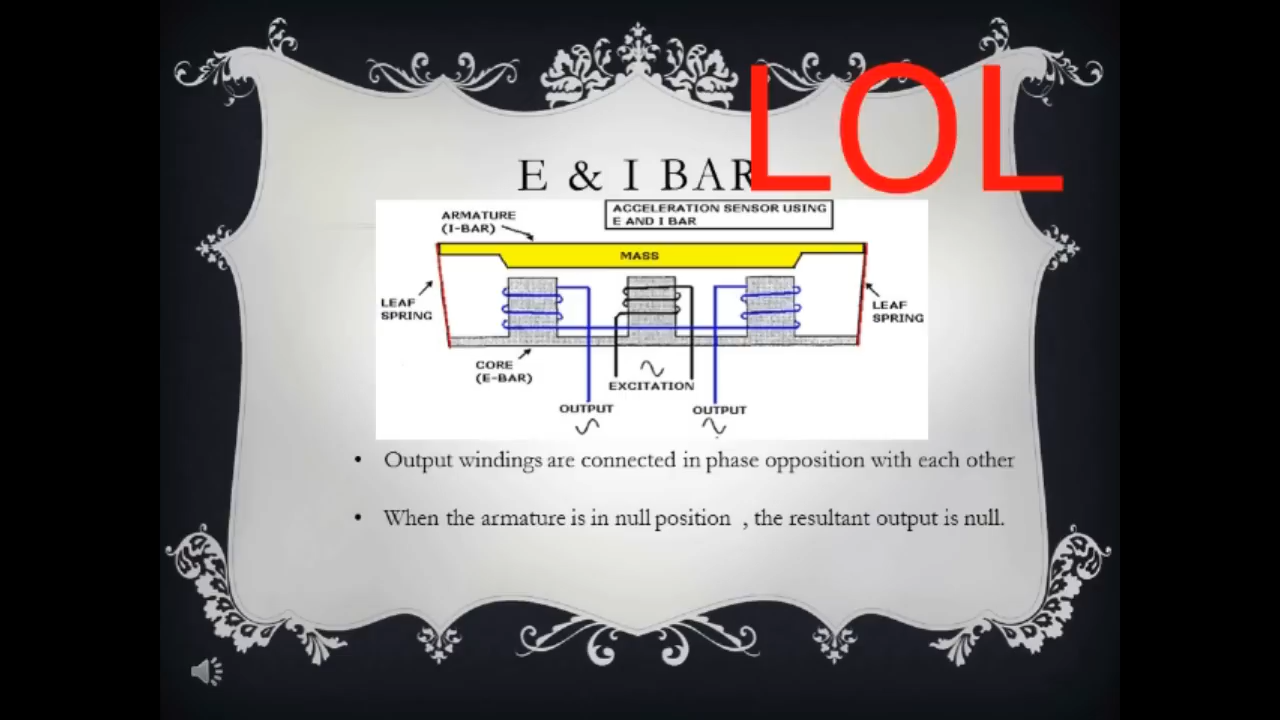 LOL
E & I BAR
ACCELERATION SENSOR USING
E AND I BAR
ARMATURE
(I-BAR)
MASS
LEAF
SPRING
LEAF
SPRING
CORE
(E-BAR)
EXCITATION
OUTPUT
OUTPUT
• Output windings are connected in phase opposition with each other
• When the armature is in null position , the resultant output is null.